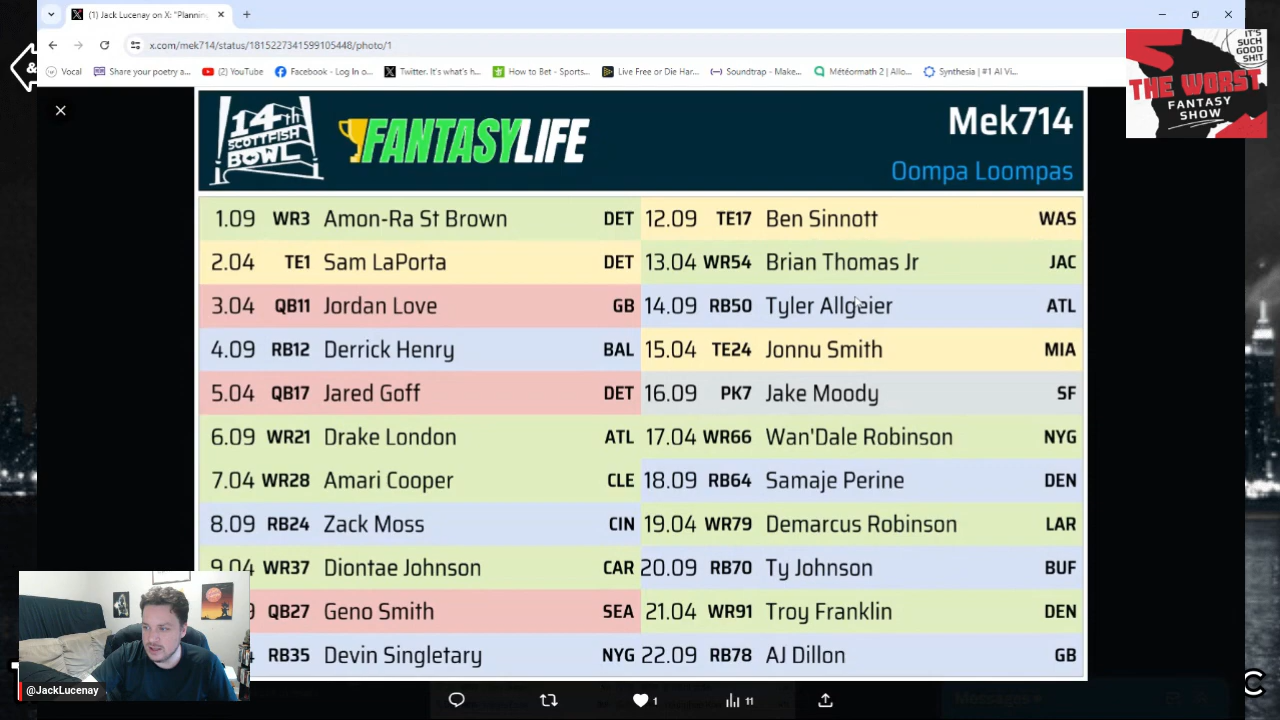 (1) Jack Lucenay on X: "Planning
x.com/mek714/status/1815227341599105448/photo/1
Vocal
Share your poetry a...
(2) YouTube
Facebook - Log In o...
Twitter. It's what's h...
How to Bet - Sports...
Live Free or Die Har...
Soundtrap - Make...
Météormath 2 | Allo...
Synthesia | #1 AI Vi...
IT'S
SUCH
GOOD
SH!T
THE WORST
FANTASY
SHOW
&
14th
SCOTTFISH
BOWL
FANTASYLIFE
Mek714
Oompa Loompas
1.09 WR3 Amon-Ra St Brown DET
2.04 TE1 Sam LaPorta DET
3.04 QB11 Jordan Love GB
4.09 RB12 Derrick Henry BAL
5.04 QB17 Jared Goff DET
6.09 WR21 Drake London ATL
7.04 WR28 Amari Cooper CLE
8.09 RB24 Zack Moss CIN
9.04 WR37 Diontae Johnson CAR
QB27 Geno Smith SEA
RB35 Devin Singletary NYG
12.09 TE17 Ben Sinnott WAS
13.04 WR54 Brian Thomas Jr JAC
14.09 RB50 Tyler Allgeier ATL
15.04 TE24 Jonnu Smith MIA
16.09 PK7 Jake Moody SF
17.04 WR66 Wan'Dale Robinson NYG
18.09 RB64 Samaje Perine DEN
19.04 WR79 Demarcus Robinson LAR
20.09 RB70 Ty Johnson BUF
21.04 WR91 Troy Franklin DEN
22.09 RB78 AJ Dillon GB
@JackLucenay
1
11
Messages
C